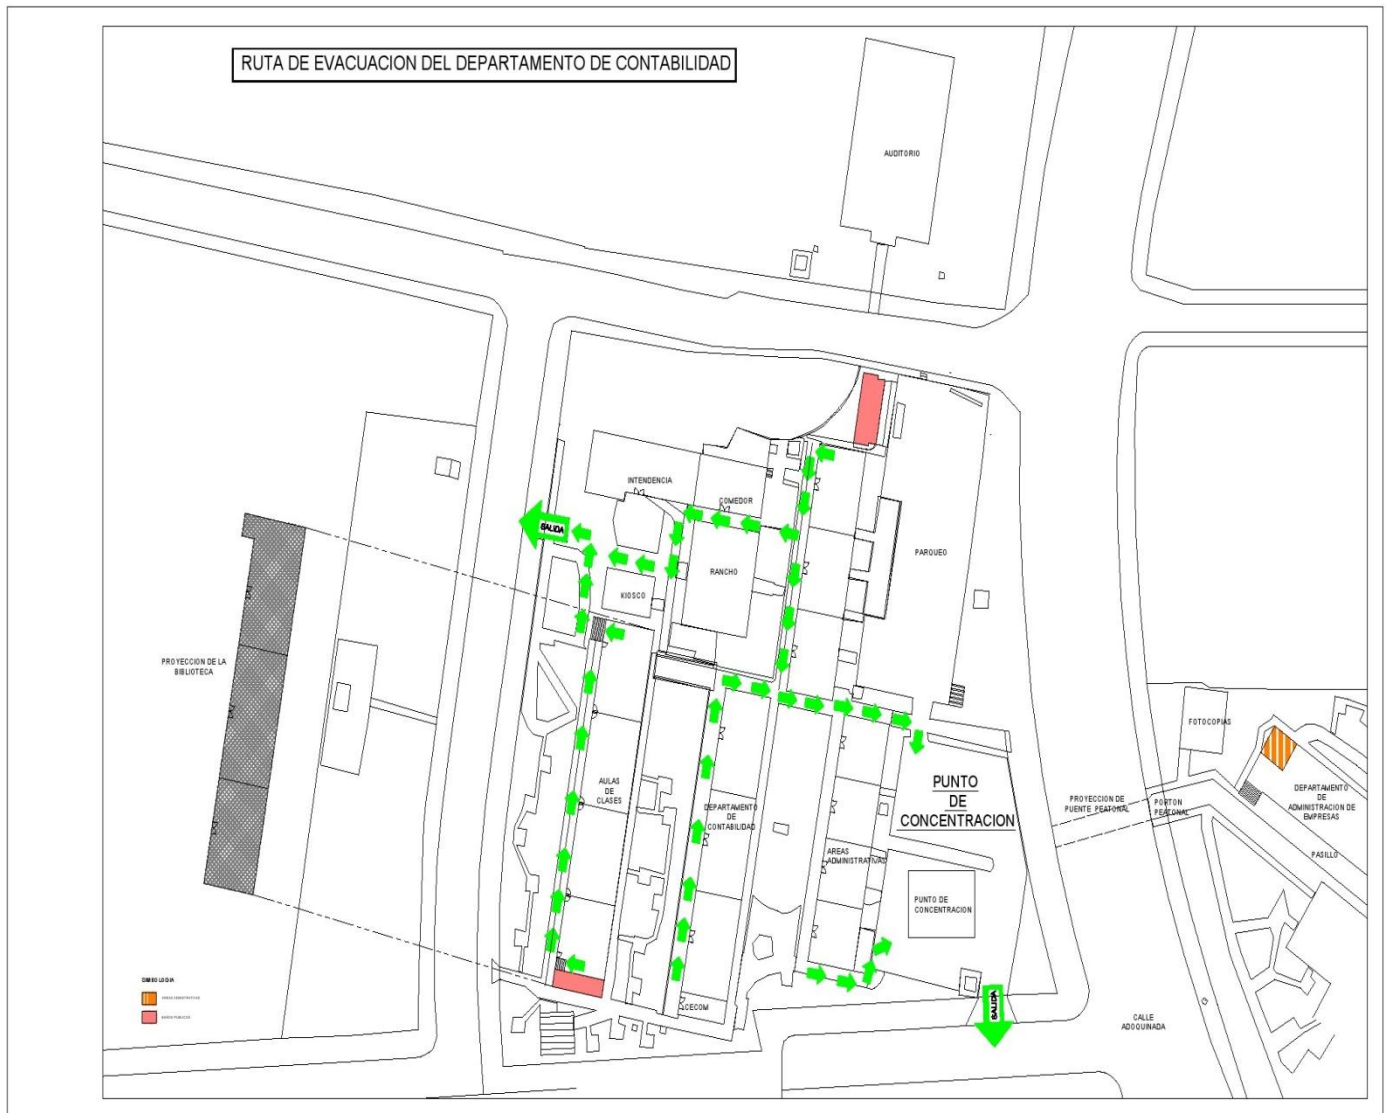 RUTA DE EVACUACION DEL DEPARTAMENTO DE CONTABILIDAD
AUDITORIO
INTENDENCIA
COMEDOR
SALIDA
PARQUEO
RANCHO
KIOSCO
PROYECCION DE LA
BIBLIOTECA
FOTOCOPIAS
AULAS
DE
CLASES
DEPARTAMENTO
DE
CONTABILIDAD
PUNTO
DE
CONCENTRACION
PROYECCION DE
PUENTE PEATONAL
PORTON
PEATONAL
DEPARTAMENTO
DE
ADMINISTRACION DE
EMPRESAS
PASILLO
AREAS
ADMINISTRATIVAS
PUNTO DE
CONCENTRACION
CECOM
SALIDA
CALLE
ADOQUINADA